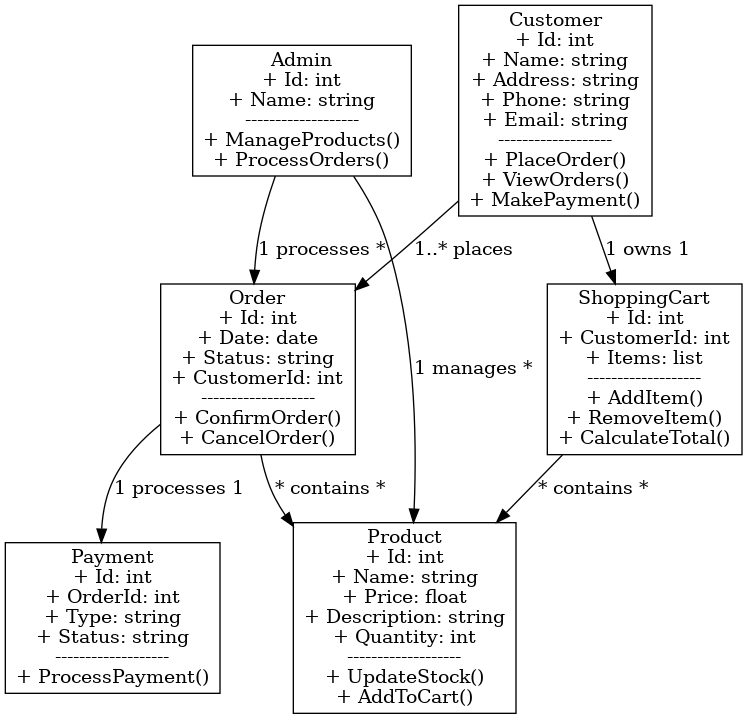 Customer
+ Id: int
+ Name: string
+ Address: string
+ Phone: string
+ Email: string
-------------------
+ PlaceOrder()
+ ViewOrders()
+ MakePayment()
Admin
+ Id: int
+ Name: string
-------------------
+ ManageProducts()
+ ProcessOrders()
1 processes *
1..* places
1 owns 1
Order
+ Id: int
+ Date: date
+ Status: string
+ CustomerId: int
-------------------
+ ConfirmOrder()
+ CancelOrder()
1 manages *
ShoppingCart
+ Id: int
+ CustomerId: int
+ Items: list
-------------------
+ AddItem()
+ RemoveItem()
+ CalculateTotal()
1 processes 1
* contains *
* contains *
Payment
+ Id: int
+ OrderId: int
+ Type: string
+ Status: string
-------------------
+ ProcessPayment()
Product
+ Id: int
+ Name: string
+ Price: float
+ Description: string
+ Quantity: int
-------------------
+ UpdateStock()
+ AddToCart()